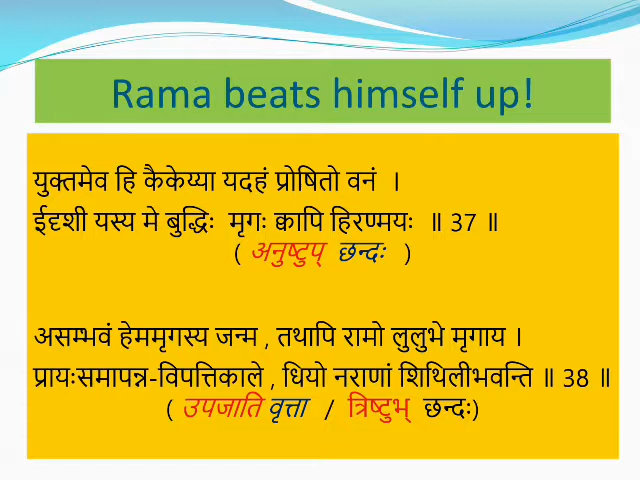 Rama beats himself up!
युक्तमेव हि कैकेय्या यदहं प्रोषितो वनं ।
ईदृशी यस्य मे बुद्धिः मृगः क्वापि हिरण्मयः ॥ 37 ॥
( अनुष्टुप् छन्दः )
असम्भवं हेममृगस्य जन्म , तथापि रामो लुलुभे मृगाय ।
प्रायःसमापन्न-विपत्तिकाले , धियो नराणां शिथिलीभवन्ति ॥ 38 ॥
( उपजाति वृत्ता / त्रिष्टुभ् छन्दः)